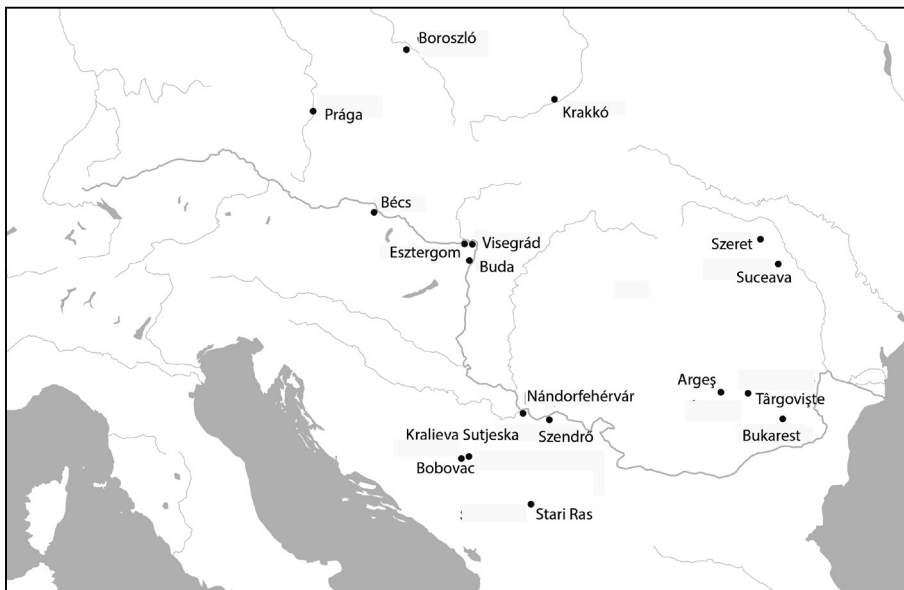 Boroszló
Krakkó
Prága
Bécs
Esztergom
Visegrád
Buda
Szeret
Suceava
Argeş
Târgovişte
Bukarest
Nándorfehérvár
Szendrő
Kralieva Sutjeska
Bobovac
Stari Ras